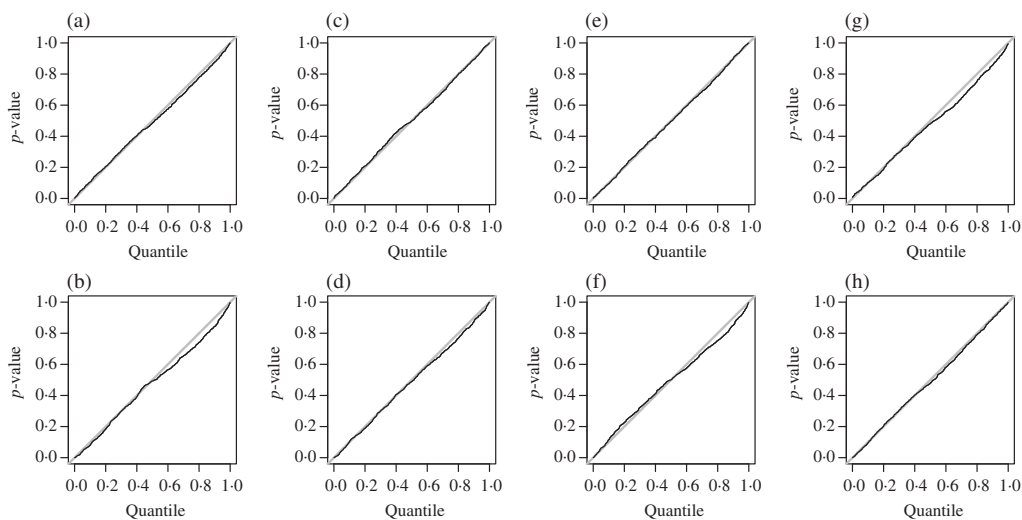 (a) (c) (e) (g)
1·0 1·0 1·0 1·0
0·8 0·8 0·8 0·8
0·6 0·6 0·6 0·6
p-value p-value p-value p-value
0·4 0·4 0·4 0·4
0·2 0·2 0·2 0·2
0·0 0·0 0·0 0·0
0·0 0·2 0·4 0·6 0·8 1·0 0·0 0·2 0·4 0·6 0·8 1·0 0·0 0·2 0·4 0·6 0·8 1·0 0·0 0·2 0·4 0·6 0·8 1·0
Quantile Quantile Quantile Quantile
(b) (d) (f) (h)
1·0 1·0 1·0 1·0
0·8 0·8 0·8 0·8
0·6 0·6 0·6 0·6
p-value p-value p-value p-value
0·4 0·4 0·4 0·4
0·2 0·2 0·2 0·2
0·0 0·0 0·0 0·0
0·0 0·2 0·4 0·6 0·8 1·0 0·0 0·2 0·4 0·6 0·8 1·0 0·0 0·2 0·4 0·6 0·8 1·0 0·0 0·2 0·4 0·6 0·8 1·0
Quantile Quantile Quantile Quantile